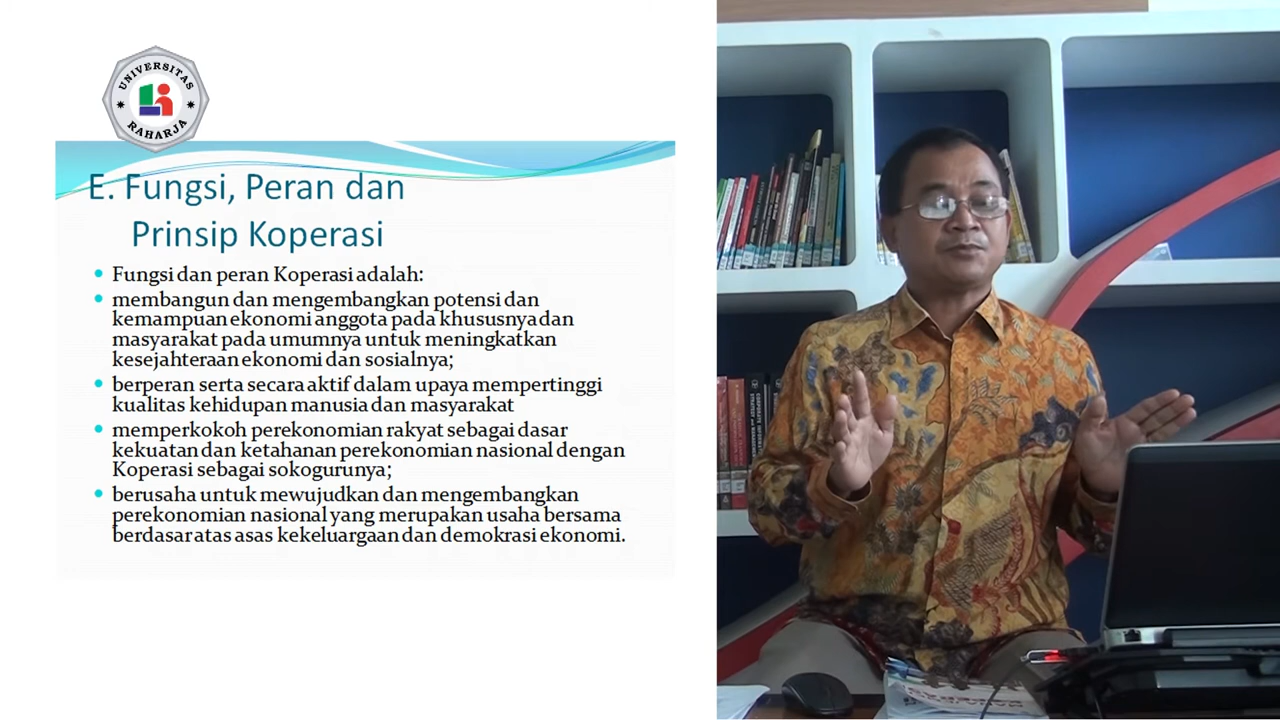 UNIVERSITAS
RAHARJA
E. Fungsi, Peran dan
Prinsip Koperasi
Fungsi dan peran Koperasi adalah:
membangun dan mengembangkan potensi dan
kemampuan ekonomi anggota pada khususnya dan
masyarakat pada umumnya untuk meningkatkan
kesejahteraan ekonomi dan sosialnya;
berperan serta secara aktif dalam upaya mempertinggi
kualitas kehidupan manusia dan masyarakat
memperkokoh perekonomian rakyat sebagai dasar
kekuatan dan ketahanan perekonomian nasional dengan
Koperasi sebagai sokogurunya;
berusaha untuk mewujudkan dan mengembangkan
perekonomian nasional yang merupakan usaha bersama
berdasar atas asas kekeluargaan dan demokrasi ekonomi.